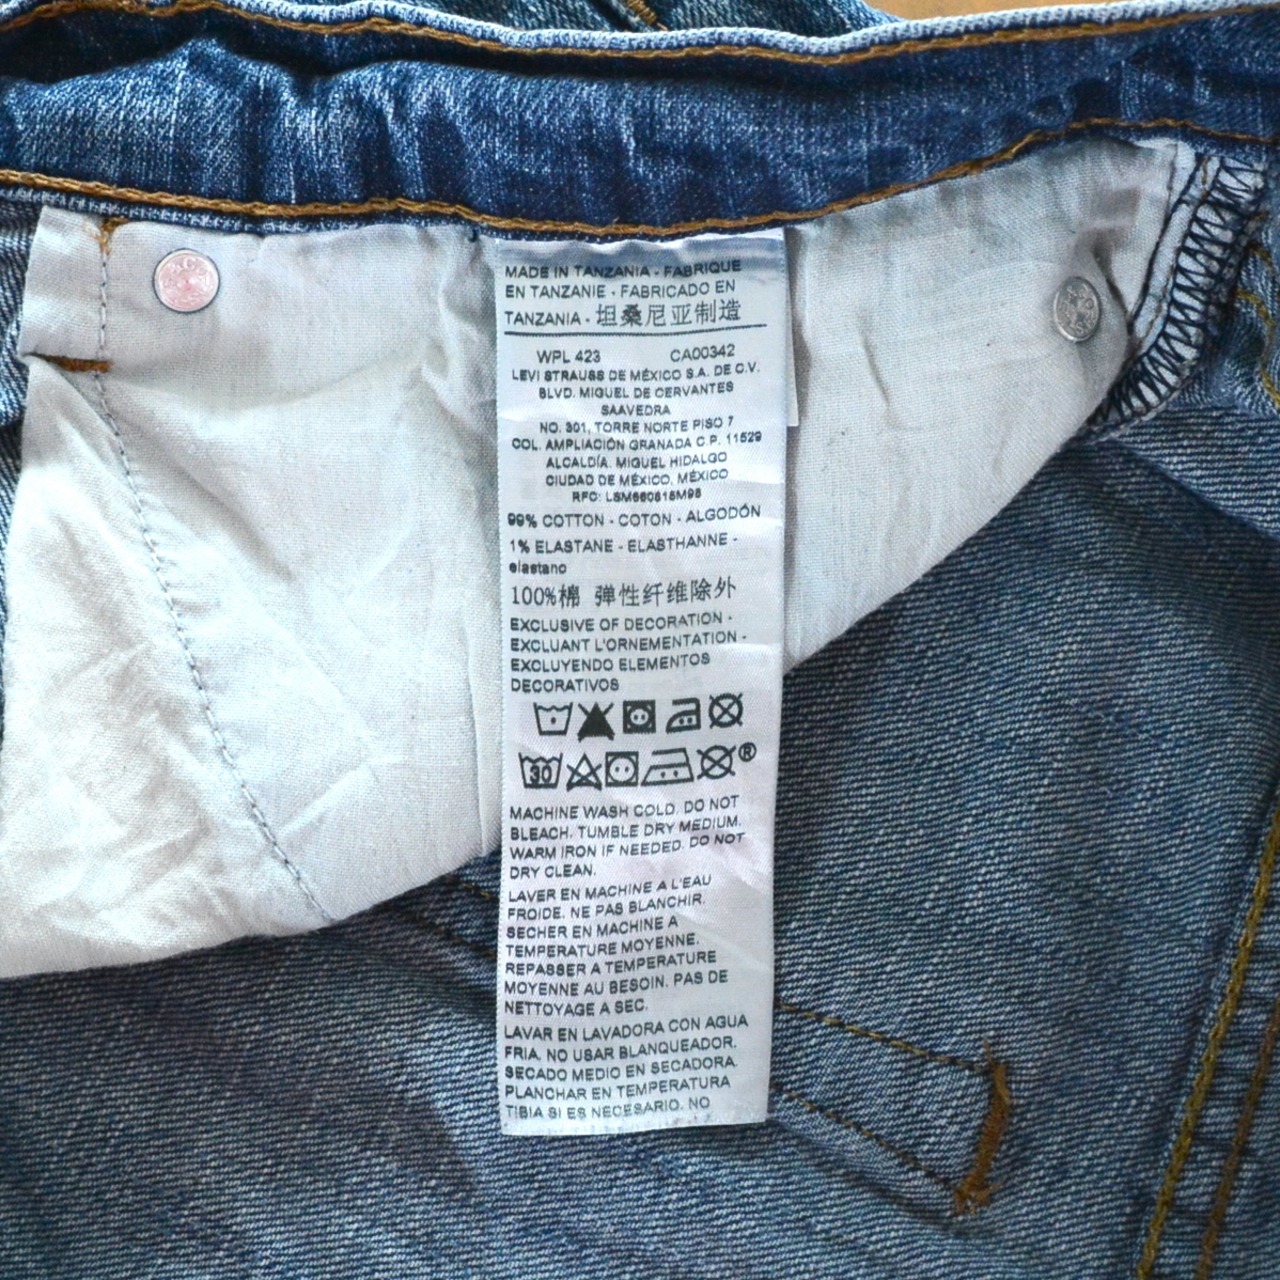 MADE IN TANZANIA - FABRIQUE
EN TANZANIE - FABRICADO EN
TANZANIA - 坦桑尼亚制造
WPL 423 CA00342
LEVI STRAUSS DE MÉXICO S.A. DE C.V.
BLVD. MIGUEL DE CERVANTES
SAAVEDRA
NO. 301, TORRE NORTE PISO 7
COL. AMPLIACIÓN GRANADA C.P. 11529
ALCALDÍA. MIGUEL HIDALGO
CIUDAD DE MÉXICO, MÉXICO
RFC: LSM660615M98
99% COTTON - COTON - ALGODÓN
1% ELASTANE - ELASTHANNE -
elastano
100%棉 弹性纤维除外
EXCLUSIVE OF DECORATION -
EXCLUANT L'ORNEMENTATION -
EXCLUYENDO ELEMENTOS
DECORATIVOS
30 ®
MACHINE WASH COLD. DO NOT
BLEACH. TUMBLE DRY MEDIUM.
WARM IRON IF NEEDED. DO NOT
DRY CLEAN.
LAVER EN MACHINE A L'EAU
FROIDE. NE PAS BLANCHIR.
SECHER EN MACHINE A
TEMPERATURE MOYENNE.
REPASSER A TEMPERATURE
MOYENNE AU BESOIN. PAS DE
NETTOYAGE A SEC.
LAVAR EN LAVADORA CON AGUA
FRIA. NO USAR BLANQUEADOR.
SECADO MEDIO EN SECADORA.
PLANCHAR EN TEMPERATURA
TIBIA SI ES NECESARIO. NO